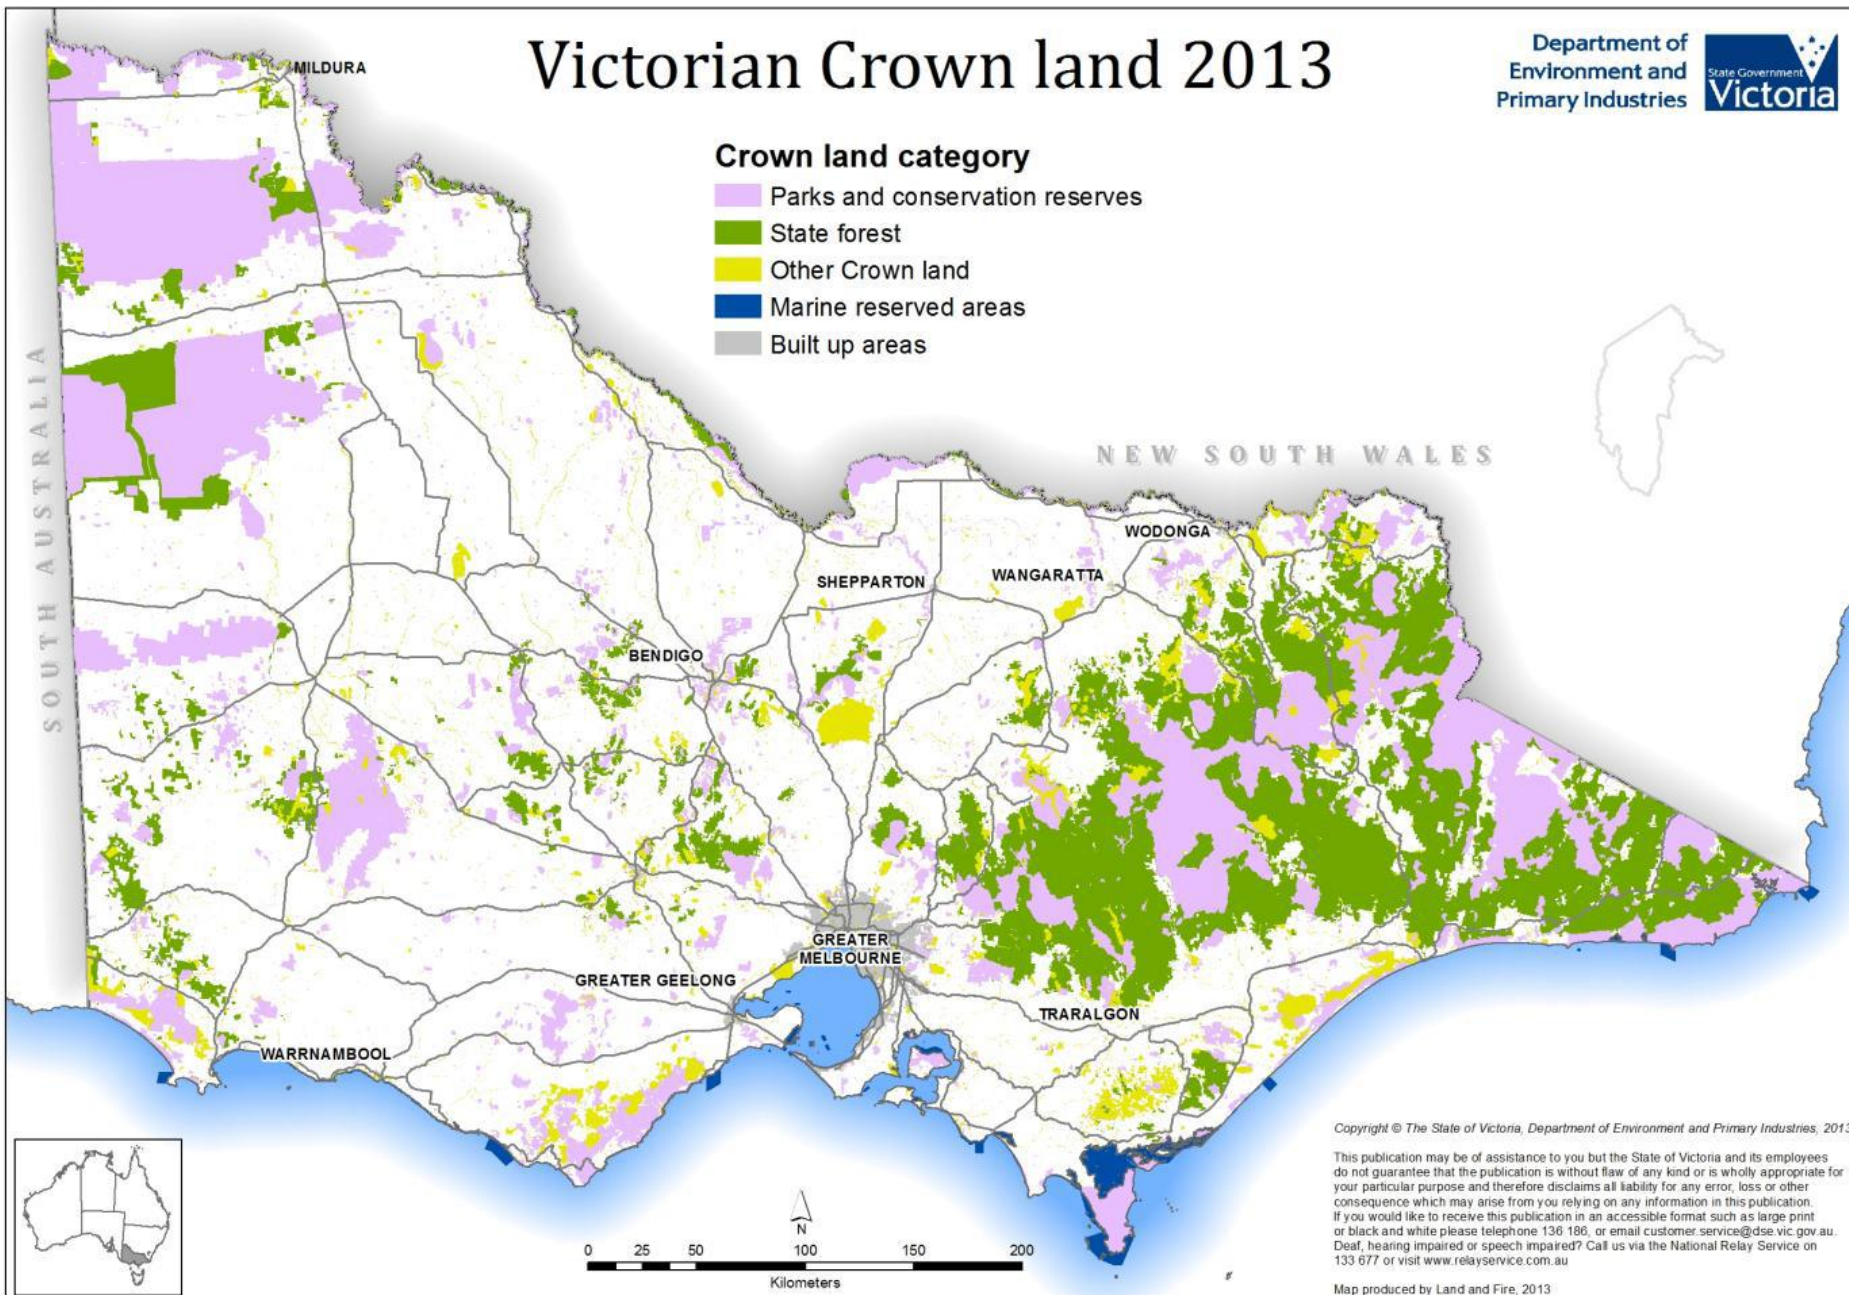 Victorian Crown land 2013
Department of
Environment and
Primary Industries
State Government
Victoria
Crown land category
Parks and conservation reserves
State forest
Other Crown land
Marine reserved areas
Built up areas
MILDURA
SOUTH AUSTRALIA
NEW SOUTH WALES
WODONGA
SHEPPARTON
WANGARATTA
BENDIGO
GREATER
MELBOURNE
GREATER GEELONG
TRARALGON
WARRNAMBOOL
N
0 25 50 100 150 200
Kilometers
Copyright © The State of Victoria, Department of Environment and Primary Industries, 2013
This publication may be of assistance to you but the State of Victoria and its employees
do not guarantee that the publication is without flaw of any kind or is wholly appropriate for
your particular purpose and therefore disclaims all liability for any error, loss or other
consequence which may arise from you relying on any information in this publication.
If you would like to receive this publication in an accessible format such as large print
or black and white please telephone 136 186, or email customer.service@dse.vic.gov.au.
Deaf, hearing impaired or speech impaired? Call us via the National Relay Service on
133 677 or visit www.relayservice.com.au
Map produced by Land and Fire, 2013